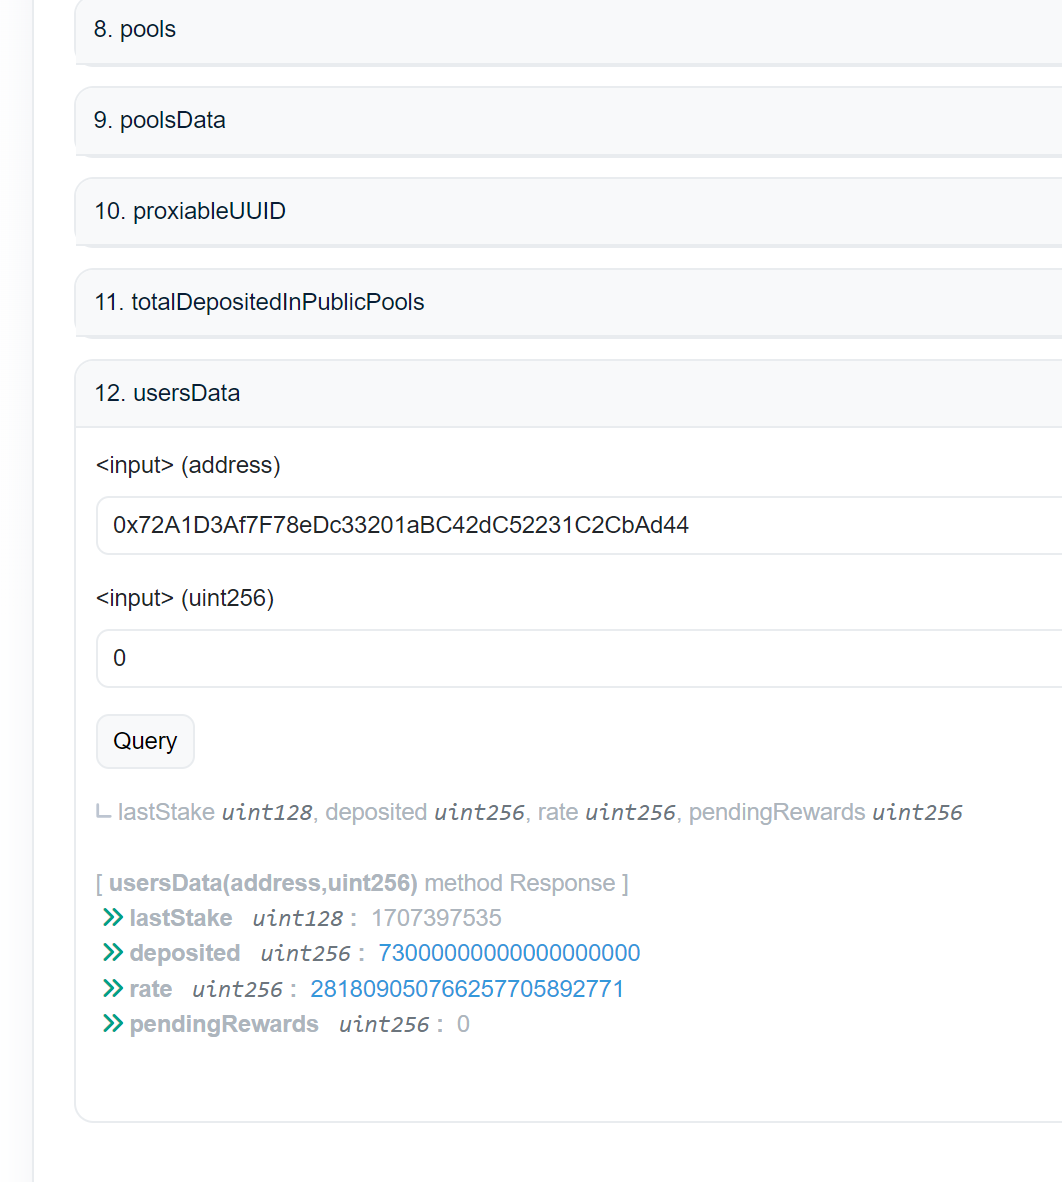 8. pools
9. poolsData
10. proxiableUUID
11. totalDepositedInPublicPools
12. usersData
<input> (address)
0x72A1D3Af7F78eDc33201aBC42dC52231C2CbAd44
<input> (uint256)
0
Query
lastStake uint128, deposited uint256, rate uint256, pendingRewards uint256
[ usersData(address,uint256) method Response ]
lastStake uint128 : 1707397535
deposited uint256 : 73000000000000000000
rate uint256 : 281809050766257705892771
pendingRewards uint256 : 0